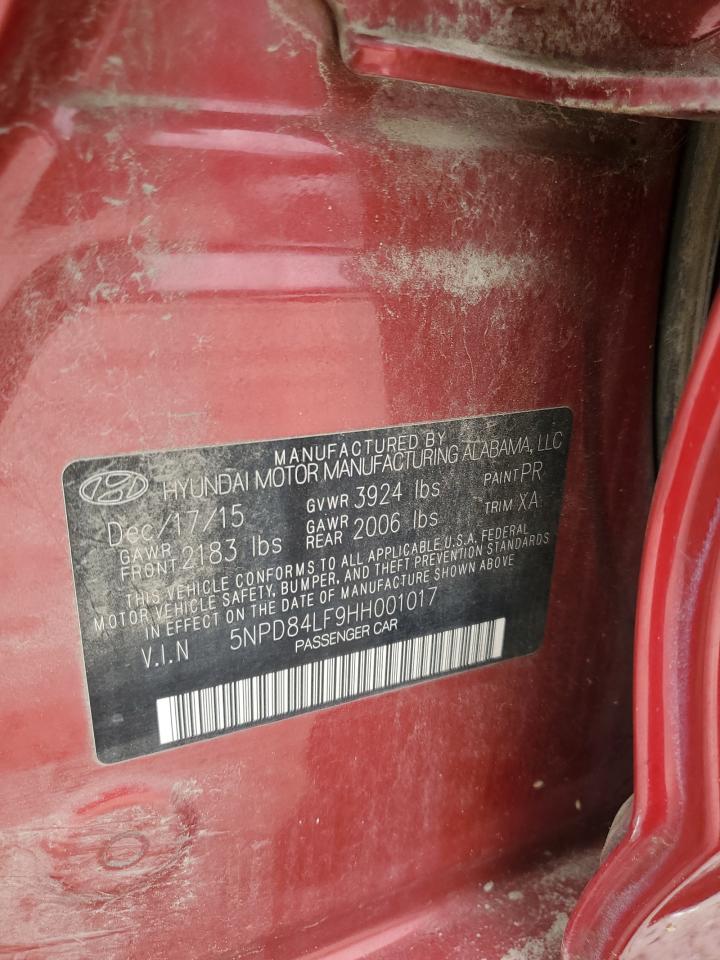 MANUFACTURED BY
HYUNDAI MOTOR MANUFACTURING ALABAMA, LLC
Dec/17/15 GVWR 3924 lbs PAINT PR
GAWR FRONT 2183 lbs GAWR REAR 2006 lbs TRIM XA
THIS VEHICLE CONFORMS TO ALL APPLICABLE U.S.A. FEDERAL
MOTOR VEHICLE SAFETY, BUMPER, AND THEFT PREVENTION STANDARDS
IN EFFECT ON THE DATE OF MANUFACTURE SHOWN ABOVE
V.I.N 5NPD84LF9HH001017
PASSENGER CAR